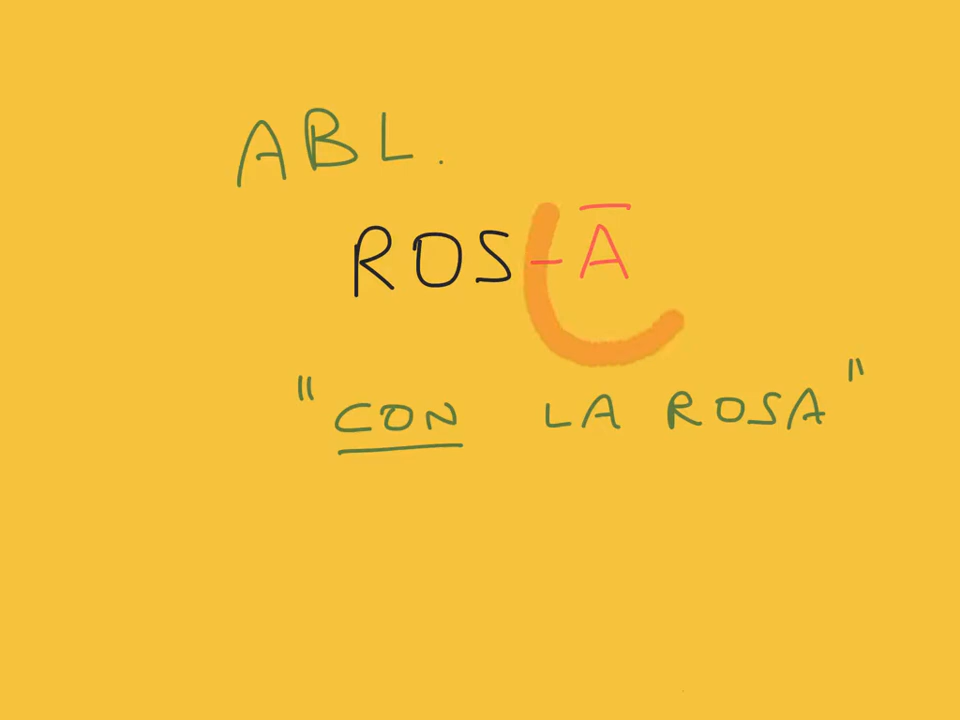 ABL.
ROS-Ā
"CON LA ROSA"